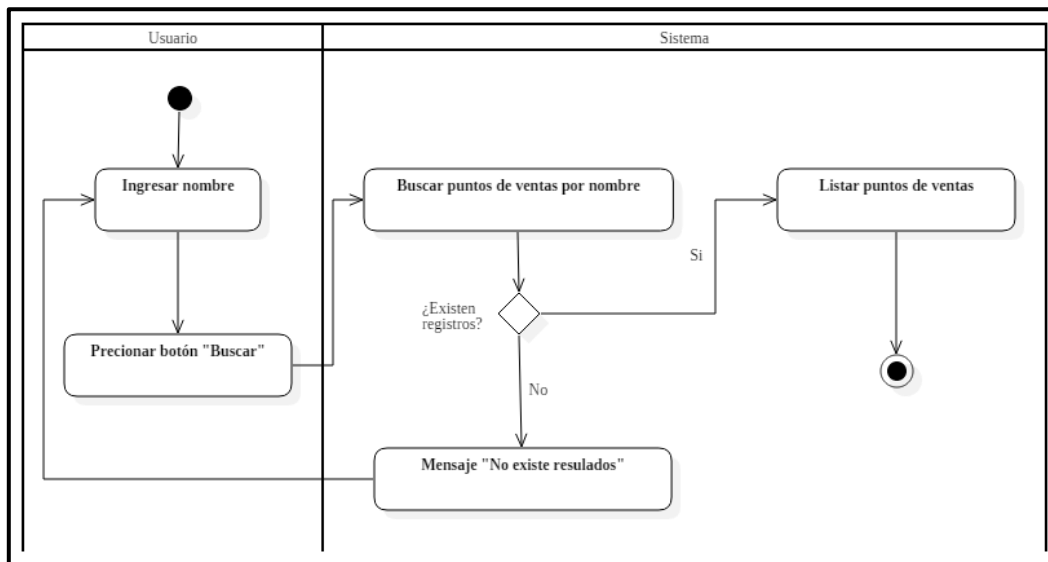 Usuario
Sistema
Ingresar nombre
Buscar puntos de ventas por nombre
Listar puntos de ventas
Si
¿Existen
registros?
Precionar botón "Buscar"
No
Mensaje "No existe resulados"